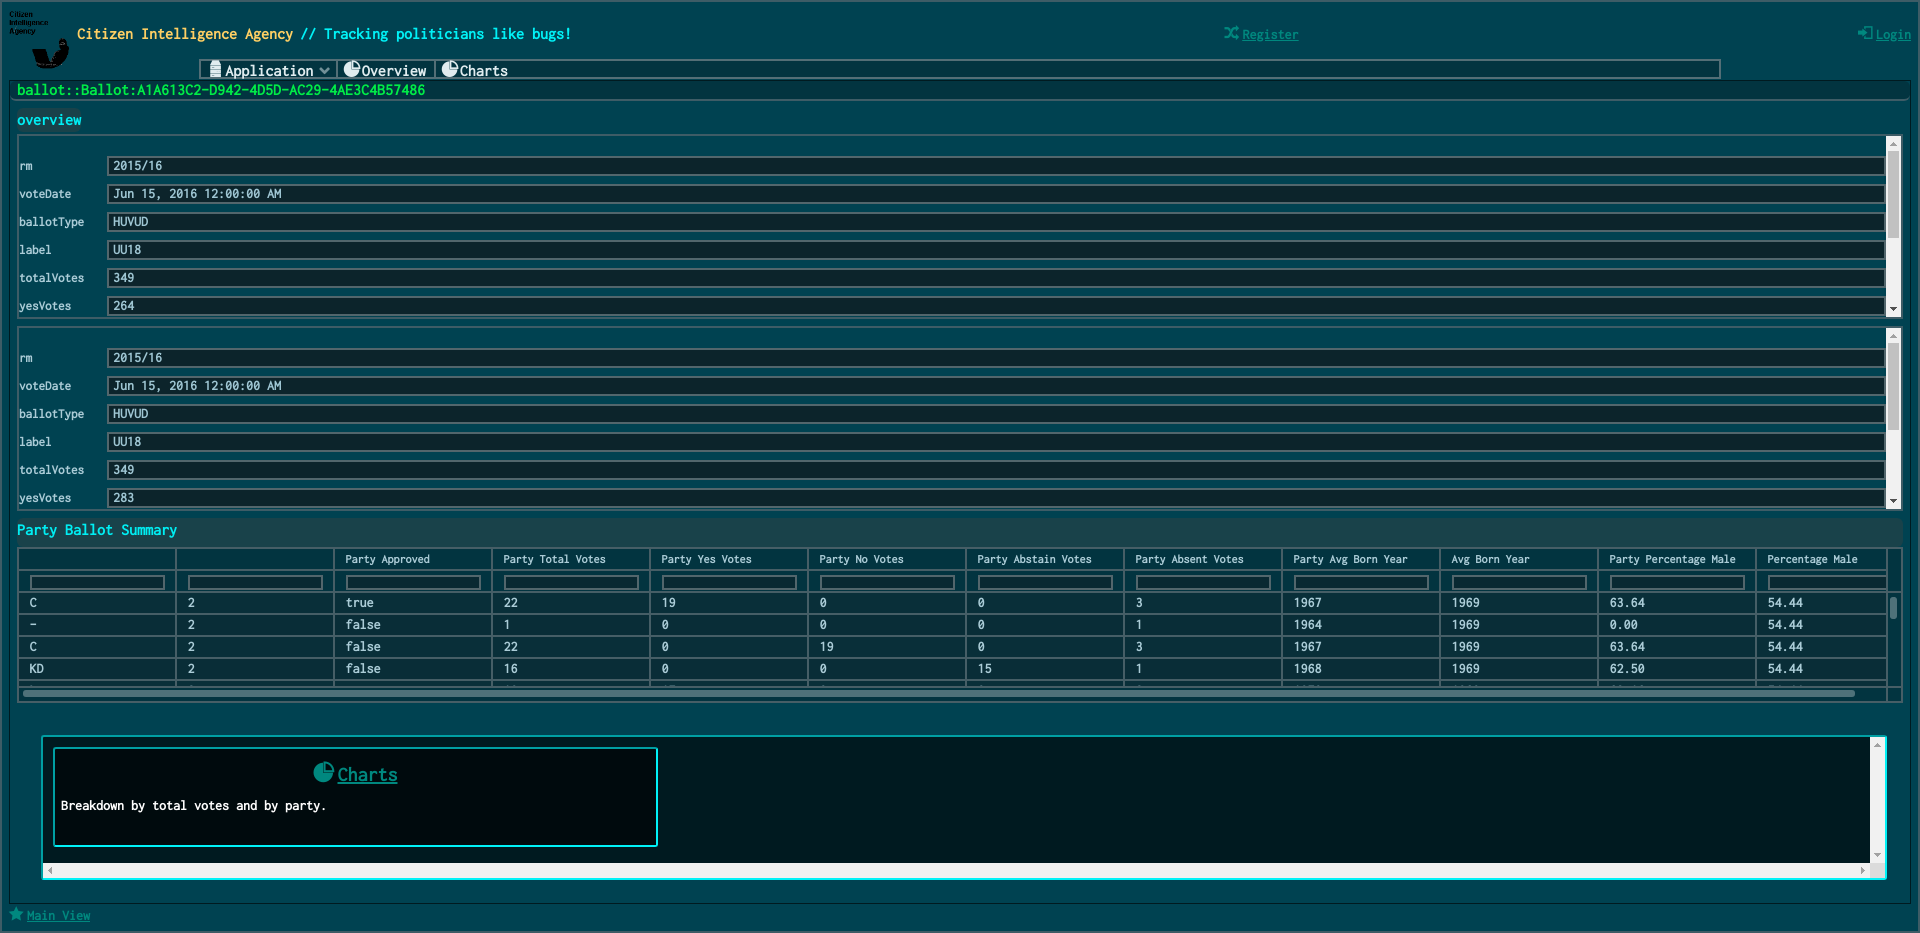 Citizen
Intelligence
Agency
Citizen Intelligence Agency // Tracking politicians like bugs!
Register
Login
Application
Overview
Charts
ballot::Ballot:A1A613C2-D942-4D5D-AC29-4AE3C4B57486
overview
rm 2015/16
voteDate Jun 15, 2016 12:00:00 AM
ballotType HUVUD
label UU18
totalVotes 349
yesVotes 264
rm 2015/16
voteDate Jun 15, 2016 12:00:00 AM
ballotType HUVUD
label UU18
totalVotes 349
yesVotes 283
Party Ballot Summary
Party Approved Party Total Votes Party Yes Votes Party No Votes Party Abstain Votes Party Absent Votes Party Avg Born Year Avg Born Year Party Percentage Male Percentage Male
C 2 true 22 19 0 0 3 1967 1969 63.64 54.44
- 2 false 1 0 0 0 1 1964 1969 0.00 54.44
C 2 false 22 0 19 0 3 1967 1969 63.64 54.44
KD 2 false 16 0 0 15 1 1968 1969 62.50 54.44
Charts
Breakdown by total votes and by party.
Main View